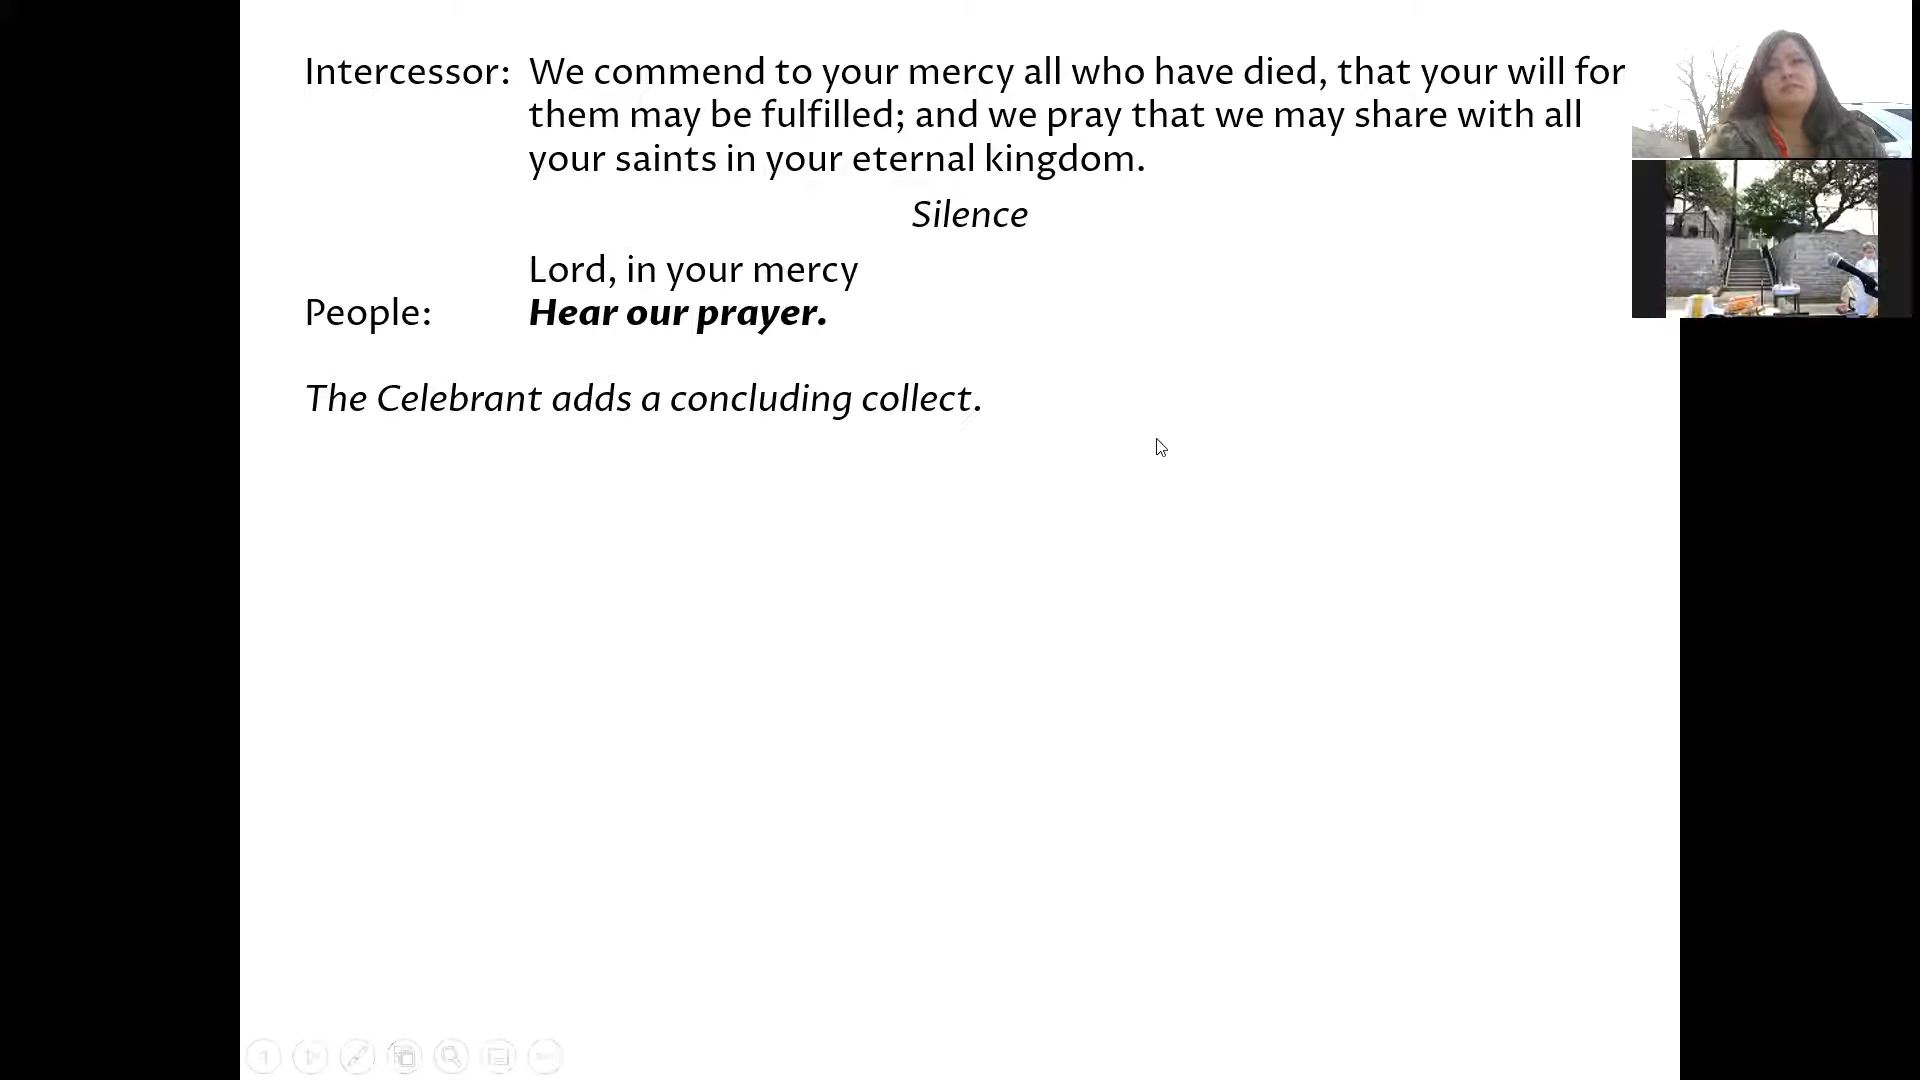 Intercessor: We commend to your mercy all who have died, that your will for
them may be fulfilled; and we pray that we may share with all
your saints in your eternal kingdom.
Silence
Lord, in your mercy
People: Hear our prayer.
The Celebrant adds a concluding collect.